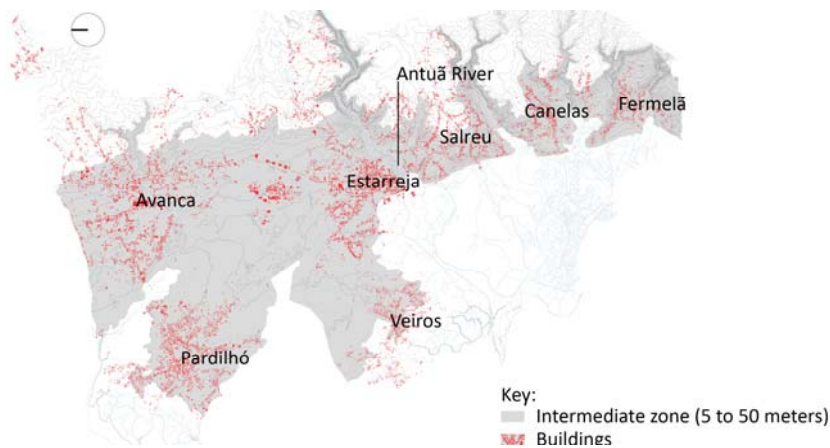 Antuã River
Canelas
Fermelã
Salreu
Estarreja
Avanca
Veiros
Pardilhó
Key:
Intermediate zone (5 to 50 meters)
Buildings